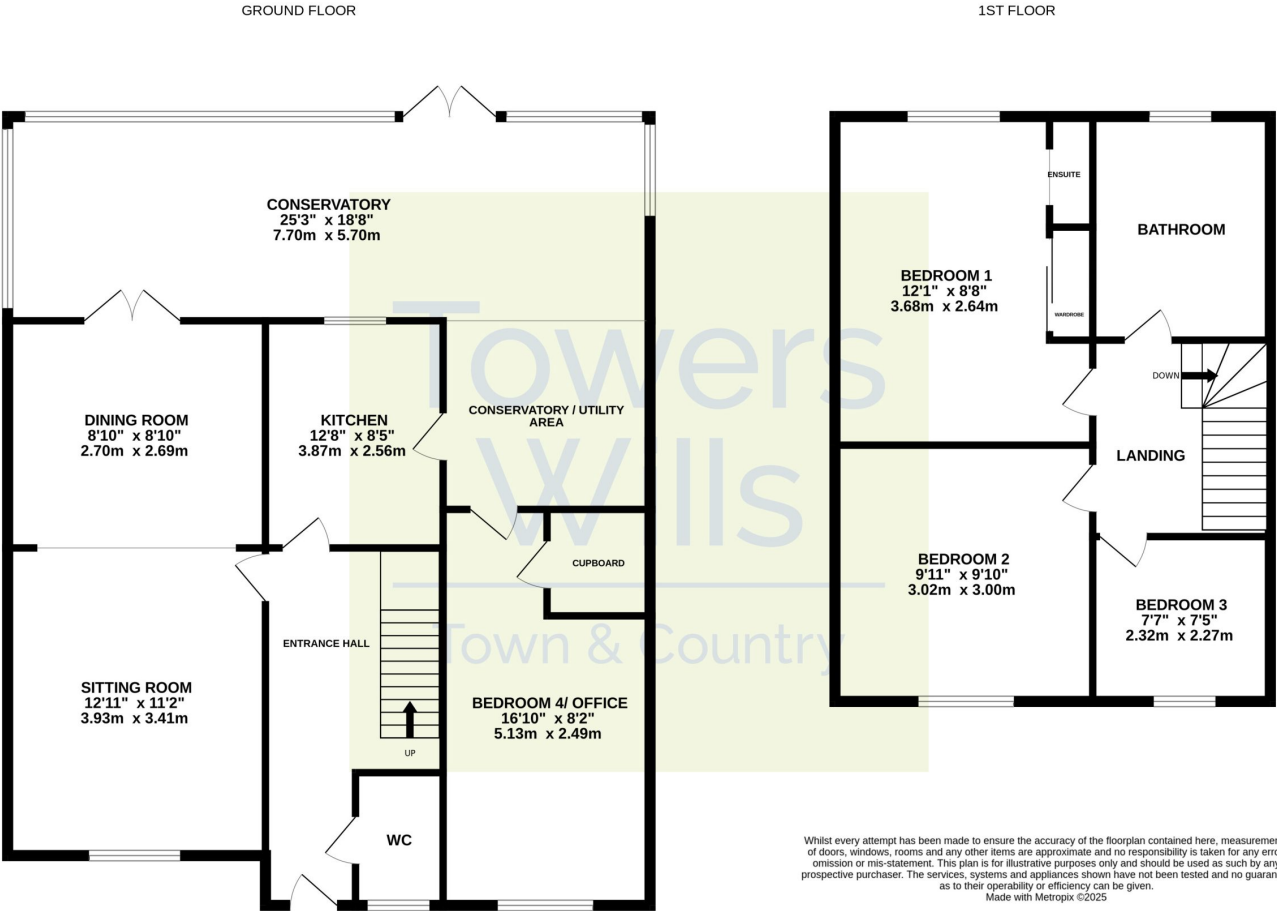 GROUND FLOOR
1ST FLOOR
CONSERVATORY
25'3" x 18'8"
7.70m x 5.70m
DINING ROOM
8'10" x 8'10"
2.70m x 2.69m
KITCHEN
12'8" x 8'5"
3.87m x 2.56m
CONSERVATORY / UTILITY
AREA
CUPBOARD
ENTRANCE HALL
SITTING ROOM
12'11" x 11'2"
3.93m x 3.41m
UP
BEDROOM 4/ OFFICE
16'10" x 8'2"
5.13m x 2.49m
WC
ENSUITE
BATHROOM
BEDROOM 1
12'1" x 8'8"
3.68m x 2.64m
WARDROBE
DOWN
LANDING
BEDROOM 2
9'11" x 9'10"
3.02m x 3.00m
BEDROOM 3
7'7" x 7'5"
2.32m x 2.27m
Towers
Wills
Town & Country
Whilst every attempt has been made to ensure the accuracy of the floorplan contained here, measuremen
of doors, windows, rooms and any other items are approximate and no responsibility is taken for any erro
omission or mis-statement. This plan is for illustrative purposes only and should be used as such by any
prospective purchaser. The services, systems and appliances shown have not been tested and no guaran
as to their operability or efficiency can be given.
Made with Metropix ©2025